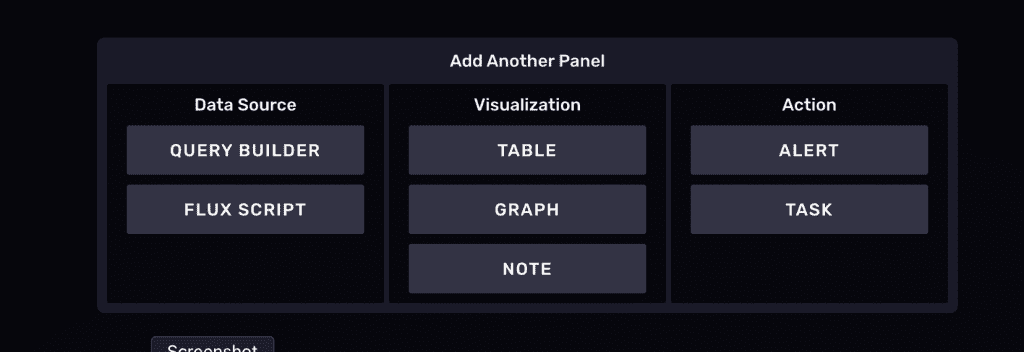 Add Another Panel
Data Source
QUERY BUILDER
FLUX SCRIPT
Visualization
TABLE
GRAPH
NOTE
Action
ALERT
TASK
Screenshot